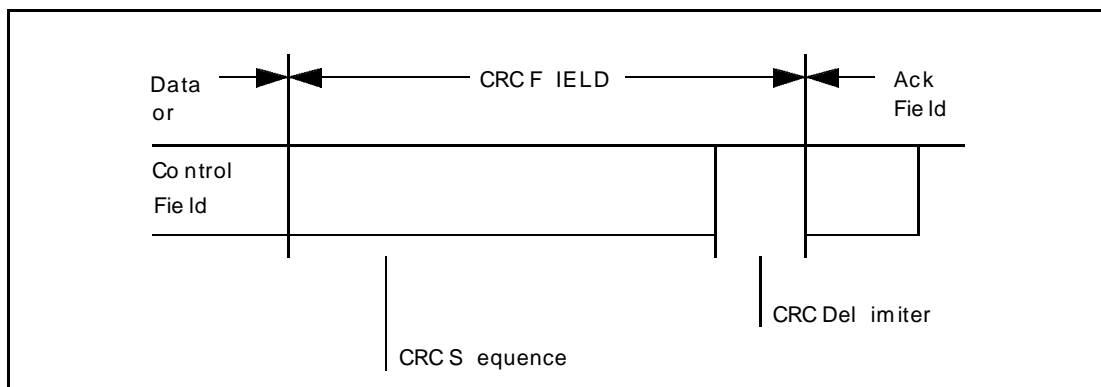 Data
or
CRC FIELD
Ack
Field
Control
Field
CRC Delimiter
CRC Sequence